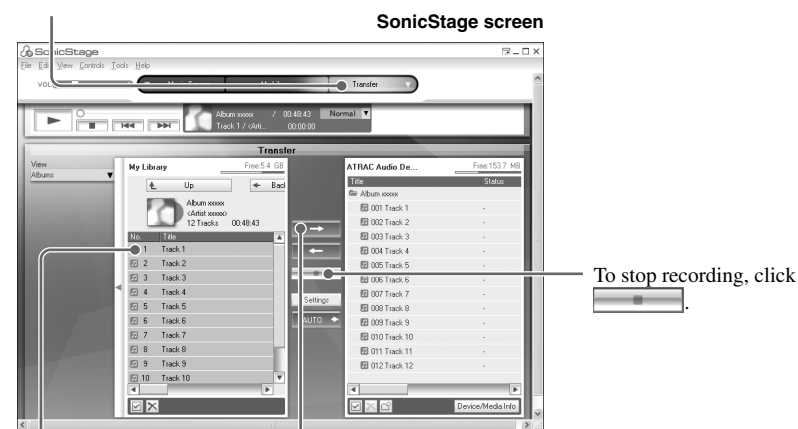 SonicStage screen
SonicStage
File Edit View Controls Tools Help
VOL
Transfer
Album xxxxx / 00:48:43 Normal
Track 1 / <Arti... 00:00:00
Transfer
View
Albums
My Library Free:5.4 GB
Up Back
Album xxxxx
<Artist xxxxx>
12 Tracks 00:48:43
No. Title
1 Track 1
2 Track 2
3 Track 3
4 Track 4
5 Track 5
6 Track 6
7 Track 7
8 Track 8
9 Track 9
10 Track 10
Settings
AUTO
ATRAC Audio De... Free:153.7 MB
Title Status
Album xxxxx
001 Track 1 -
002 Track 2 -
003 Track 3 -
004 Track 4 -
005 Track 5 -
006 Track 6 -
007 Track 7 -
008 Track 8 -
009 Track 9 -
010 Track 10 -
011 Track 11 -
012 Track 12 -
Device/Media Info
To stop recording, click
.